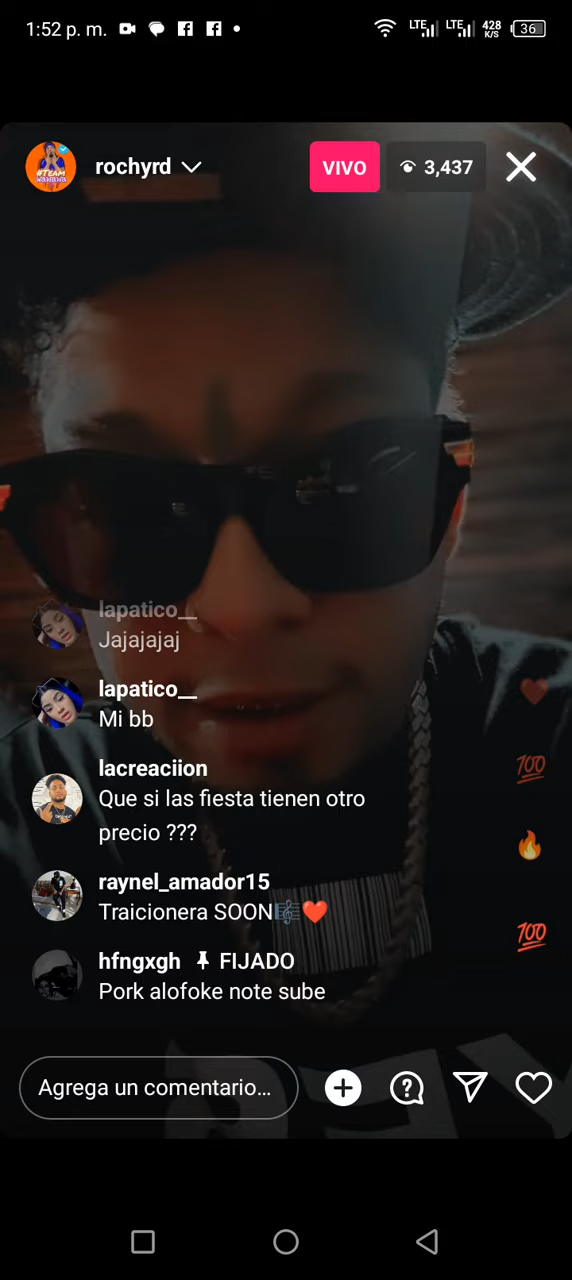 1:52 p. m.
LTE
LTE
428
K/S
36
#TEAM
rochyrd
VIVO
3,437
lapatico__
Jajajajaj
lapatico__
Mi bb
lacreaciion
Que si las fiesta tienen otro
precio ???
raynel_amador15
Traicionera SOON🎼❤️
hfngxgh 📌 FIJADO
Pork alofoke note sube
💯
🔥
💯
Agrega un comentario...